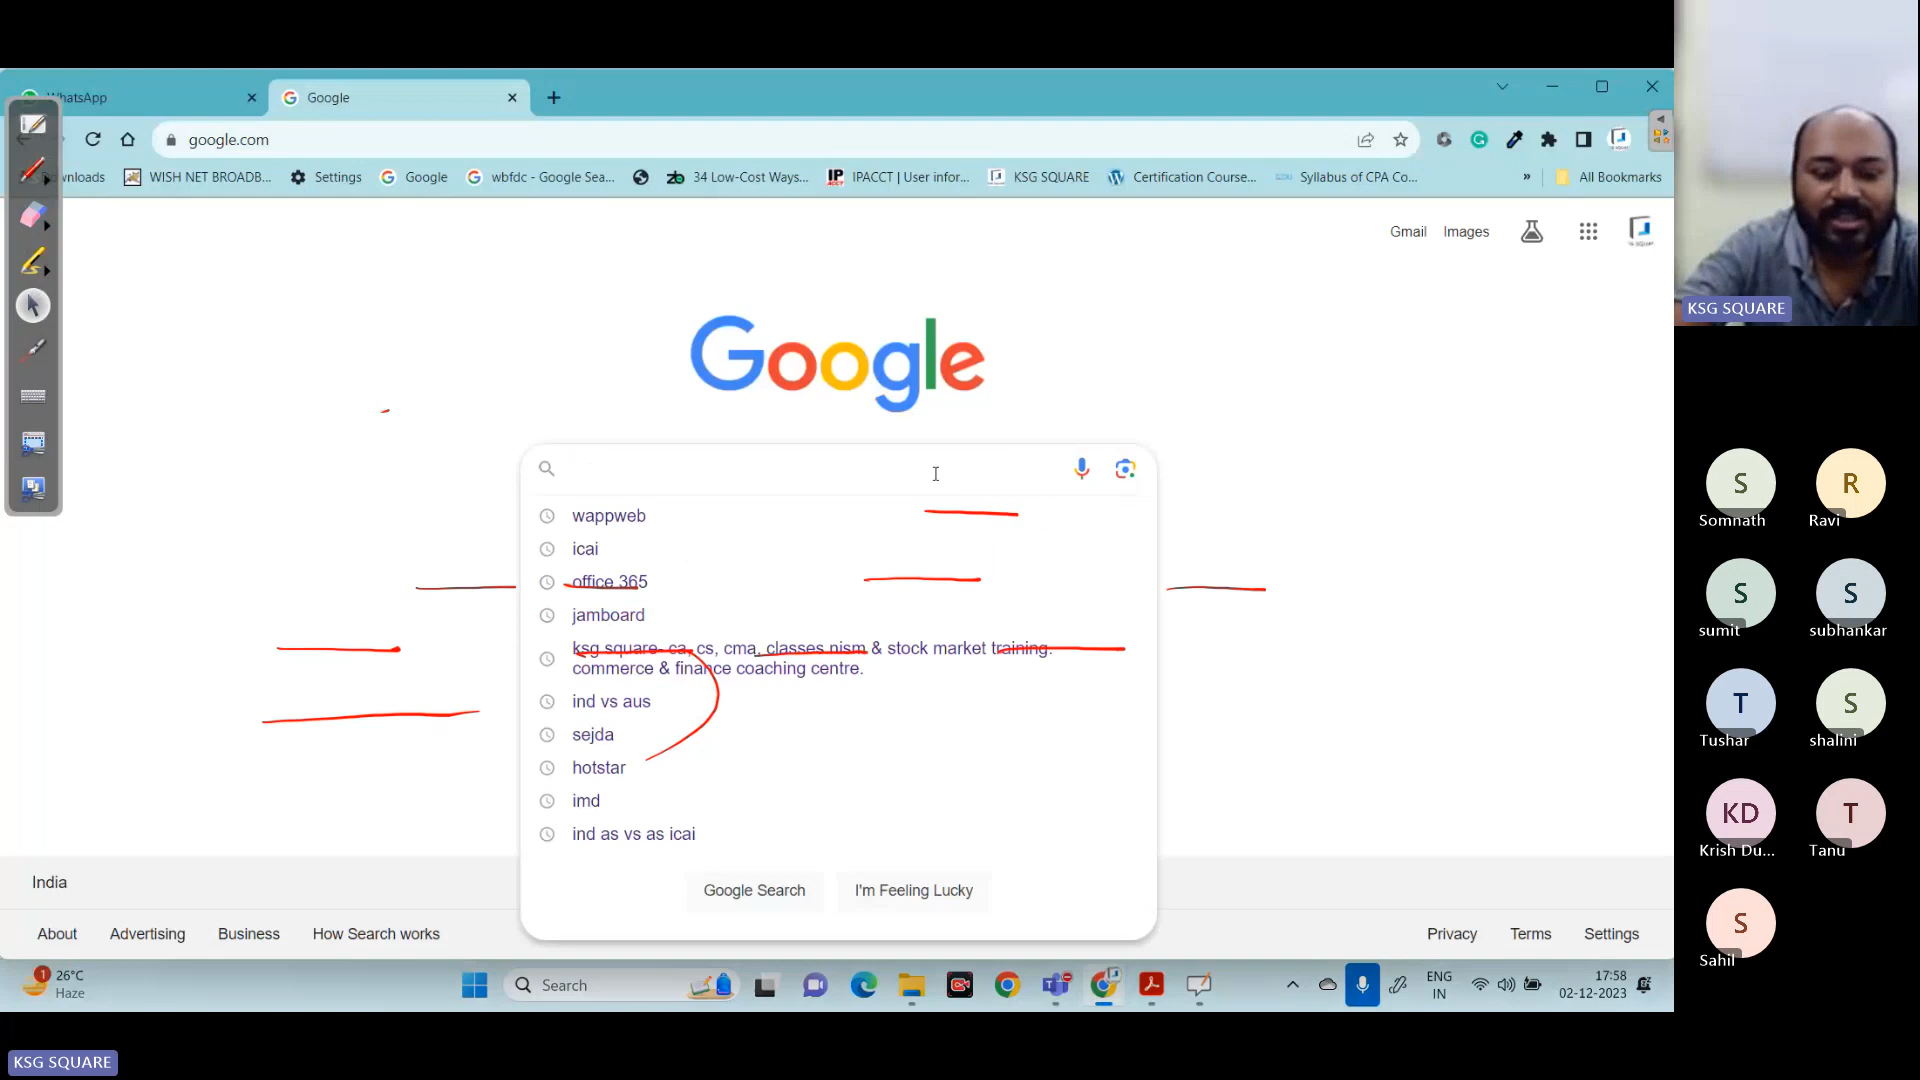 WhatsApp
Google
google.com
wnloads
WISH NET BROADB...
Settings
Google
wbfdc - Google Sea...
34 Low-Cost Ways...
IPACCT | User infor...
KSG SQUARE
Certification Course...
Syllabus of CPA Co...
»
All Bookmarks
Gmail
Images
Google
wappweb
icai
office 365
jamboard
ksg square- ca, cs, cma, classes nism & stock market training.
commerce & finance coaching centre.
ind vs aus
sejda
hotstar
imd
ind as vs as icai
Google Search
I'm Feeling Lucky
India
About
Advertising
Business
How Search works
Privacy
Terms
Settings
1
26°C
Haze
Search
ENG
IN
17:58
02-12-2023
KSG SQUARE
KSG SQUARE
S
Somnath
R
Ravi
S
sumit
S
subhankar
T
Tushar
S
shalini
KD
Krish Du...
T
Tanu
S
Sahil